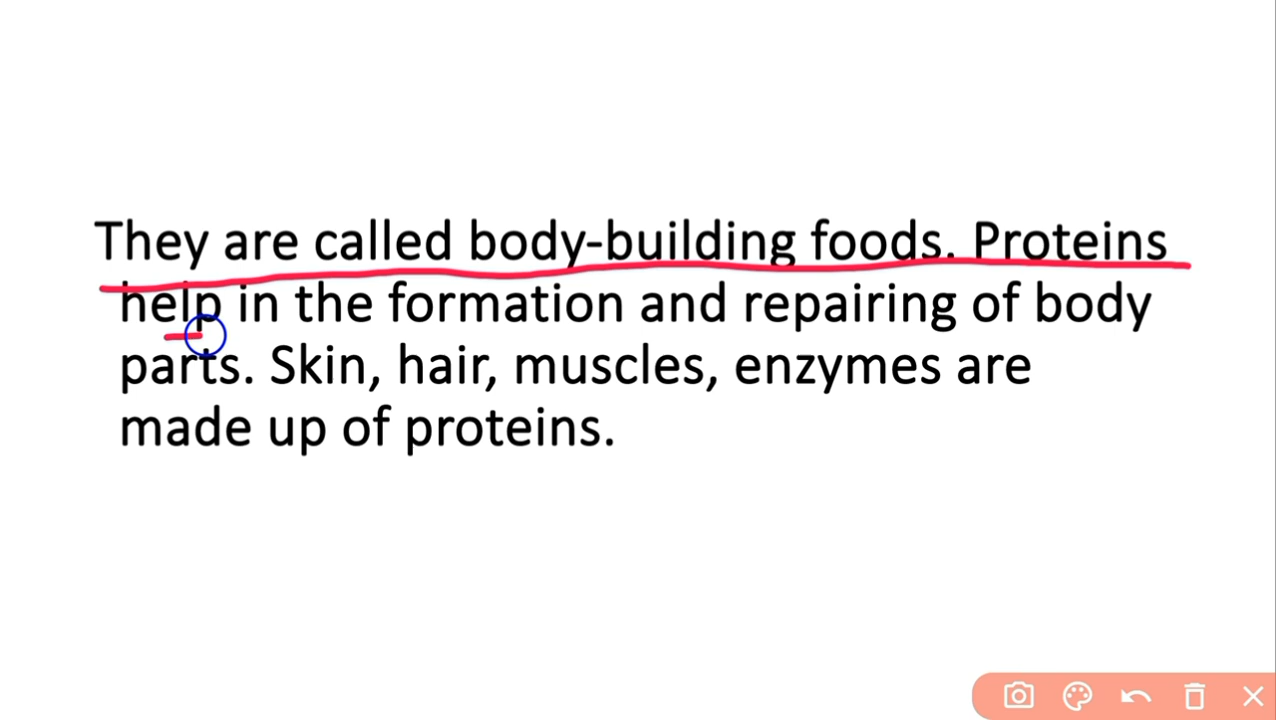 They are called body-building foods. Proteins
help in the formation and repairing of body
parts. Skin, hair, muscles, enzymes are
made up of proteins.